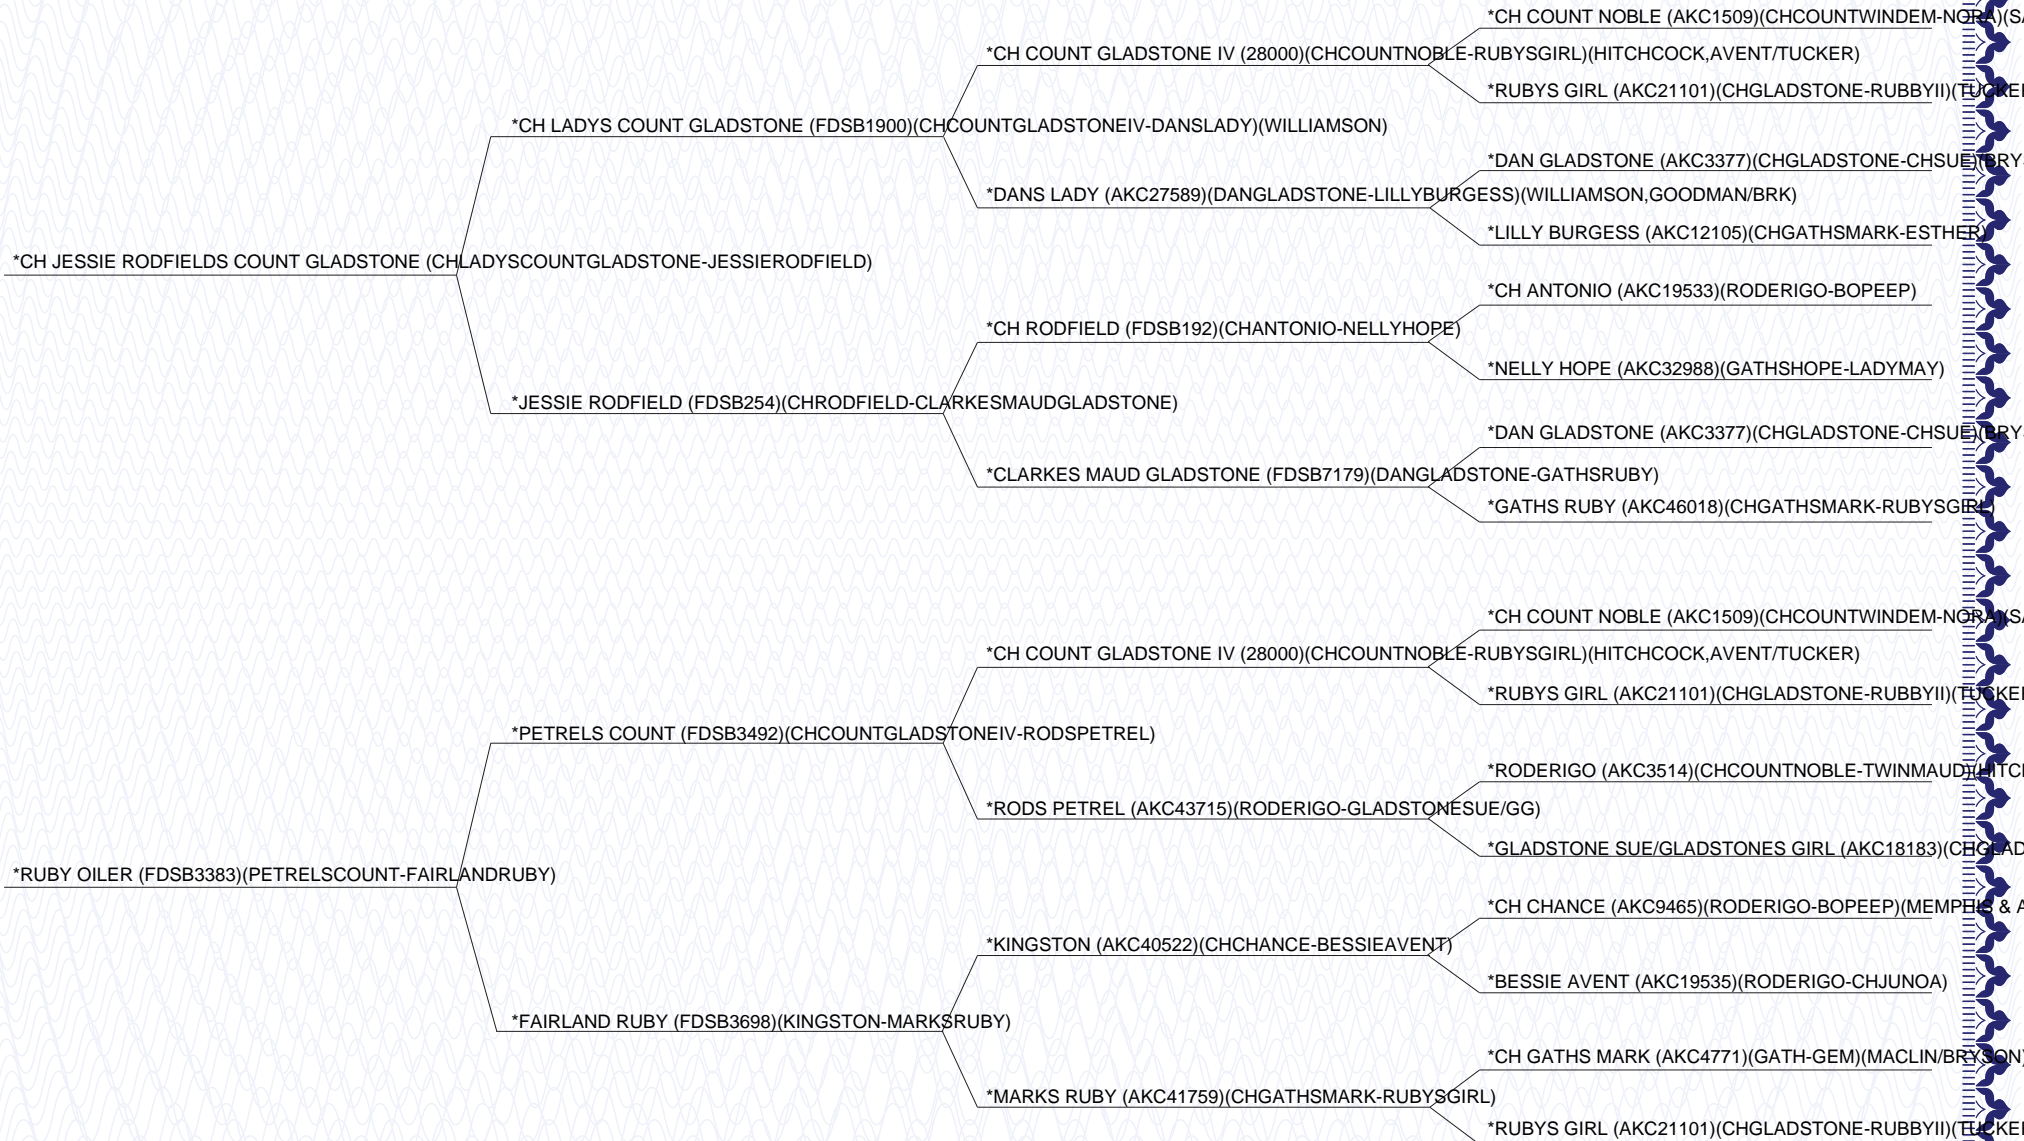 *CH COUNT NOBLE (AKC1509)(CHCOUNTWINDEM-NORA)
*CH COUNT GLADSTONE IV (28000)(CHCOUNTNOBLE-RUBYSGIRL)(HITCHCOCK,AVENT/TUCKER)
*RUBYS GIRL (AKC21101)(CHGLADSTONE-RUBBYII)
*CH LADYS COUNT GLADSTONE (FDSB1900)(CHCOUNTGLADSTONEIV-DANSLADY)(WILLIAMSON)
*DAN GLADSTONE (AKC3377)(CHGLADSTONE-CHSUE)
*DANS LADY (AKC27589)(DANGLADSTONE-LILLYBURGESS)(WILLIAMSON,GOODMAN/BRK)
*LILLY BURGESS (AKC12105)(CHGATHSMARK-ESTHER)
*CH JESSIE RODFIELDS COUNT GLADSTONE (CHLADYSCOUNTGLADSTONE-JESSIERODFIELD)
*CH ANTONIO (AKC19533)(RODERIGO-BOPEEP)
*CH RODFIELD (FDSB192)(CHANTONIO-NELLYHOPE)
*NELLY HOPE (AKC32988)(GATHSHOPE-LADYMAY)
*JESSIE RODFIELD (FDSB254)(CHRODFIELD-CLARKESMAUDGLADSTONE)
*DAN GLADSTONE (AKC3377)(CHGLADSTONE-CHSUE)
*CLARKES MAUD GLADSTONE (FDSB7179)(DANGLADSTONE-GATHSRUBY)
*GATHS RUBY (AKC46018)(CHGATHSMARK-RUBYSGIRL)
*CH COUNT NOBLE (AKC1509)(CHCOUNTWINDEM-NORA)
*CH COUNT GLADSTONE IV (28000)(CHCOUNTNOBLE-RUBYSGIRL)(HITCHCOCK,AVENT/TUCKER)
*RUBYS GIRL (AKC21101)(CHGLADSTONE-RUBBYII)
*PETRELS COUNT (FDSB3492)(CHCOUNTGLADSTONEIV-RODSPETREL)
*RODERIGO (AKC3514)(CHCOUNTNOBLE-TWINMAUD)
*RODS PETREL (AKC43715)(RODERIGO-GLADSTONESUE/GG)
*GLADSTONE SUE/GLADSTONES GIRL (AKC18183)
*RUBY OILER (FDSB3383)(PETRELSCOUNT-FAIRLANDRUBY)
*CH CHANCE (AKC9465)(RODERIGO-BOPEEP)(MEMPHIS &
*KINGSTON (AKC40522)(CHCHANCE-BESSIEAVENT)
*BESSIE AVENT (AKC19535)(RODERIGO-CHJUNOA)
*FAIRLAND RUBY (FDSB3698)(KINGSTON-MARKSRUBY)
*CH GATHS MARK (AKC4771)(GATH-GEM)(MACLIN/BRYSON)
*MARKS RUBY (AKC41759)(CHGATHSMARK-RUBYSGIRL)
*RUBYS GIRL (AKC21101)(CHGLADSTONE-RUBBYII)